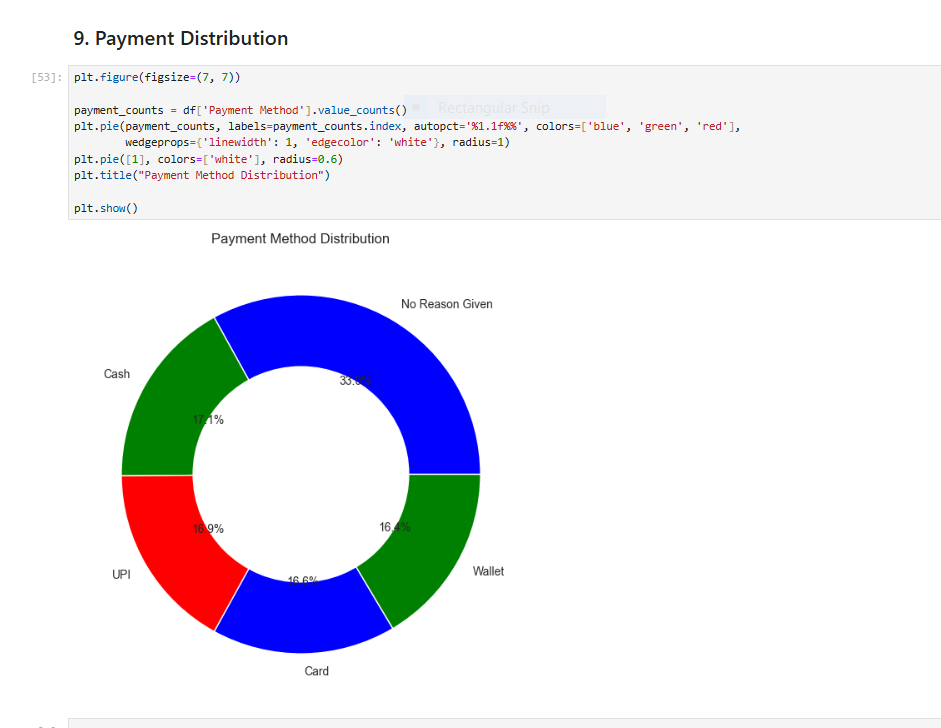 9. Payment Distribution
[53]:
plt.figure(figsize=(7, 7))
payment_counts = df['Payment Method'].value_counts()
Rectangular Snip
plt.pie(payment_counts, labels=payment_counts.index, autopct='%1.1f%%', colors=['blue', 'green', 'red'],
wedgeprops={'linewidth': 1, 'edgecolor': 'white'}, radius=1)
plt.pie([1], colors=['white'], radius=0.6)
plt.title("Payment Method Distribution")
plt.show()
Payment Method Distribution
No Reason Given
Cash
17.1%
16.9%
16.4%
UPI
Wallet
16.6%
Card